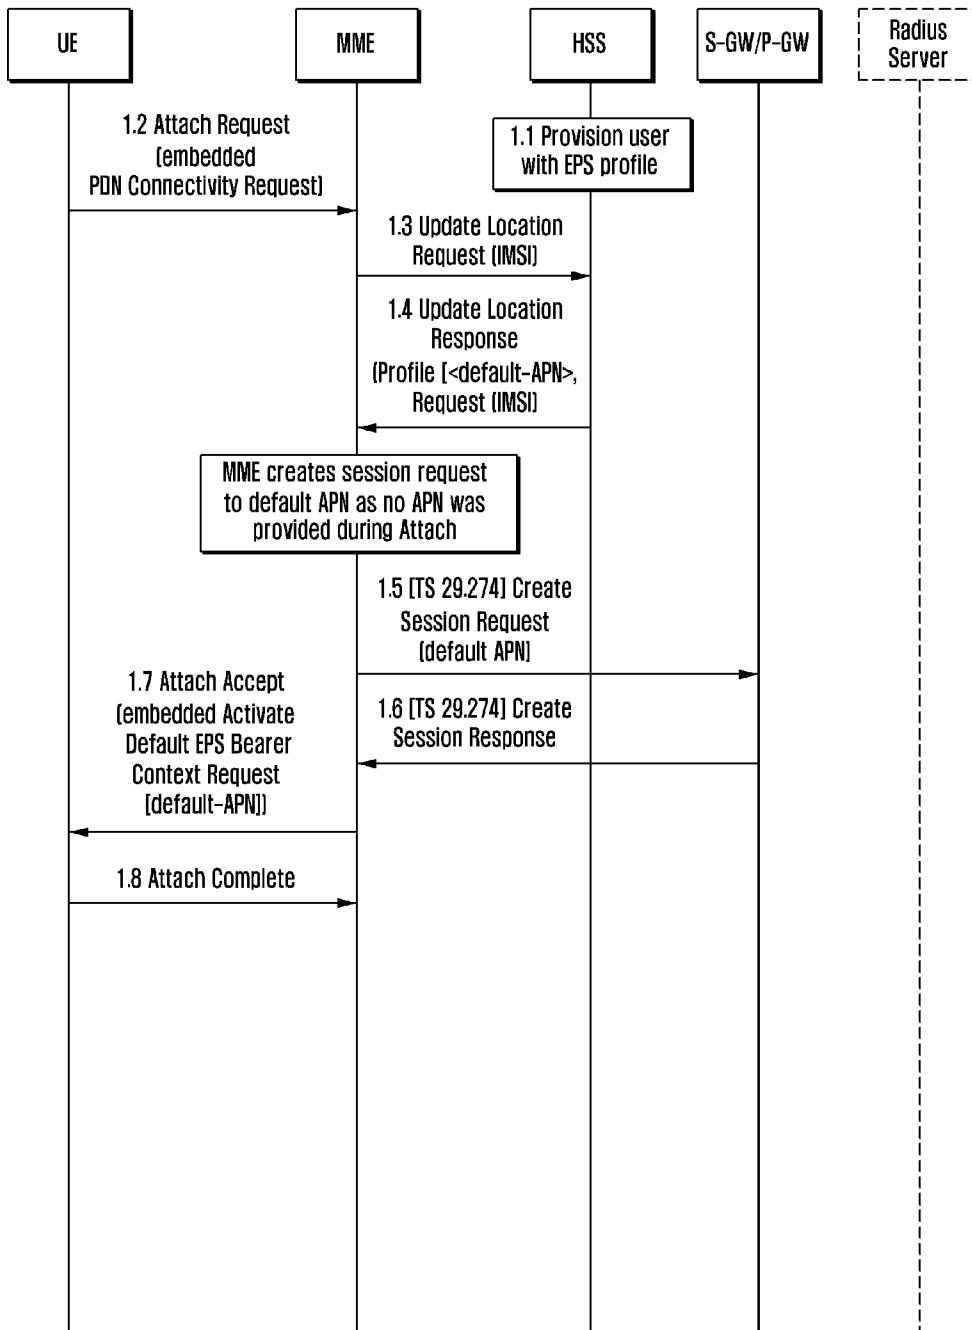 UE
MME
HSS
S-GW/P-GW
Radius
Server
1.2 Attach Request
(embedded
PDN Connectivity Request)
1.1 Provision user
with EPS profile
1.3 Update Location
Request (IMSI)
1.4 Update Location
Response
(Profile [<default-APN>,
Request (IMSI)
MME creates session request
to default APN as no APN was
provided during Attach
1.5 [TS 29.274] Create
Session Request
(default APN]
1.7 Attach Accept
(embedded Activate
Default EPS Bearer
Context Request
[default-APN])
1.6 [TS 29.274] Create
Session Response
1.8 Attach Complete